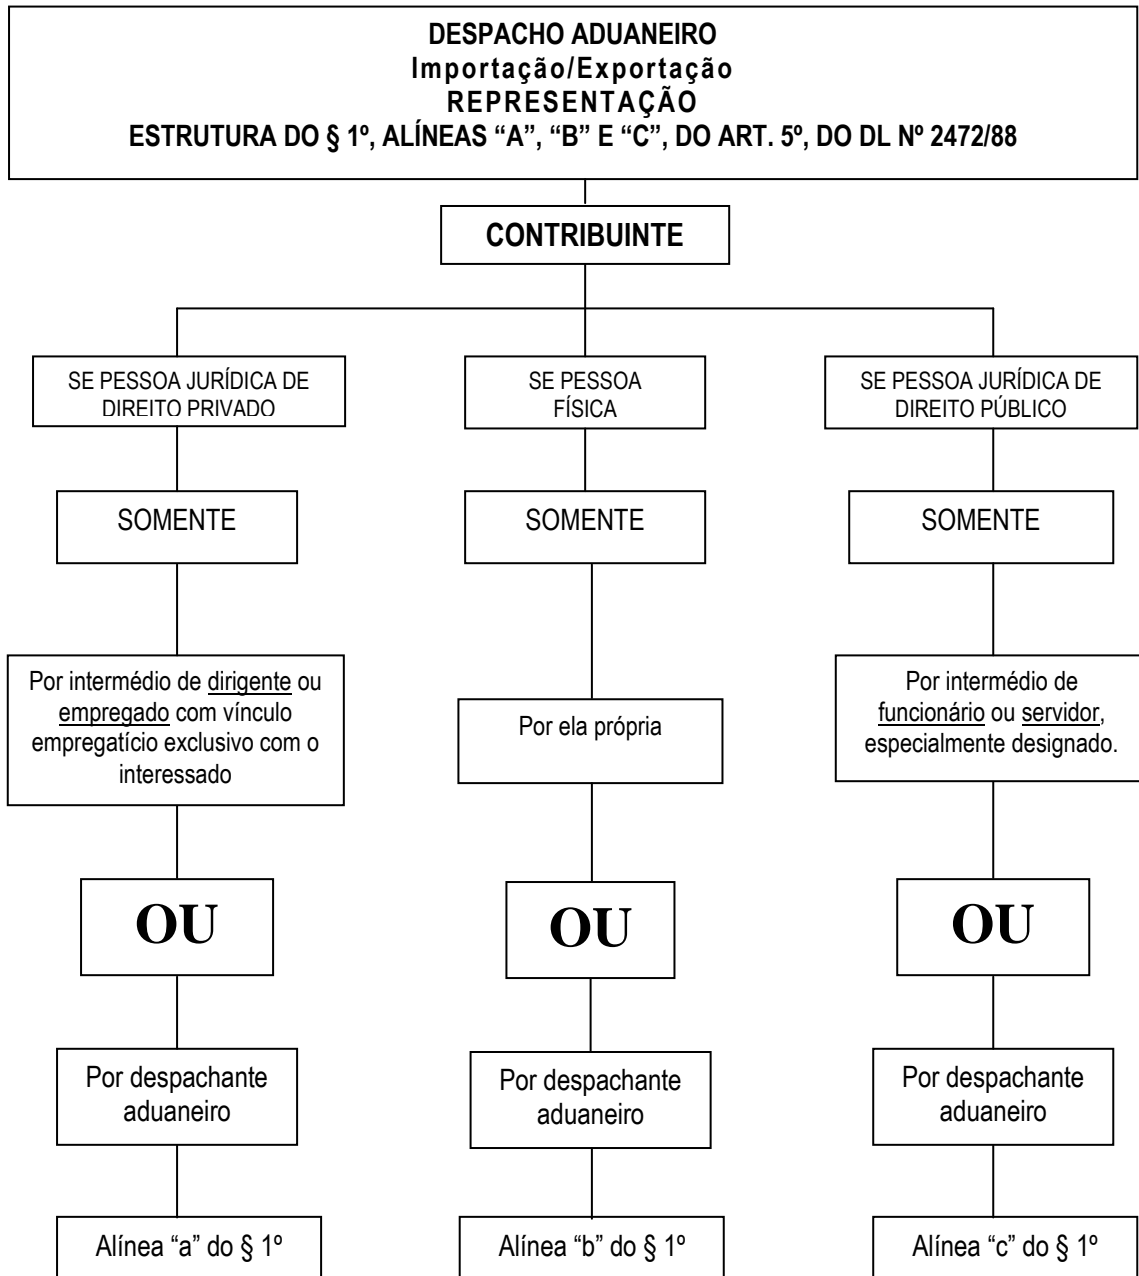 DESPACHO ADUANEIRO
Importação/Exportação
REPRESENTAÇÃO
ESTRUTURA DO § 1º, ALÍNEAS “A”, “B” E “C”, DO ART. 5º, DO DL Nº 2472/88
CONTRIBUINTE
SE PESSOA JURÍDICA DE
DIREITO PRIVADO
SE PESSOA
FÍSICA
SE PESSOA JURÍDICA DE
DIREITO PÚBLICO
SOMENTE
SOMENTE
SOMENTE
Por intermédio de dirigente ou
empregado com vínculo
empregatício exclusivo com o
interessado
Por ela própria
Por intermédio de
funcionário ou servidor,
especialmente designado.
OU
OU
OU
Por despachante
aduaneiro
Por despachante
aduaneiro
Por despachante
aduaneiro
Alínea “a” do § 1º
Alínea “b” do § 1º
Alínea “c” do § 1º